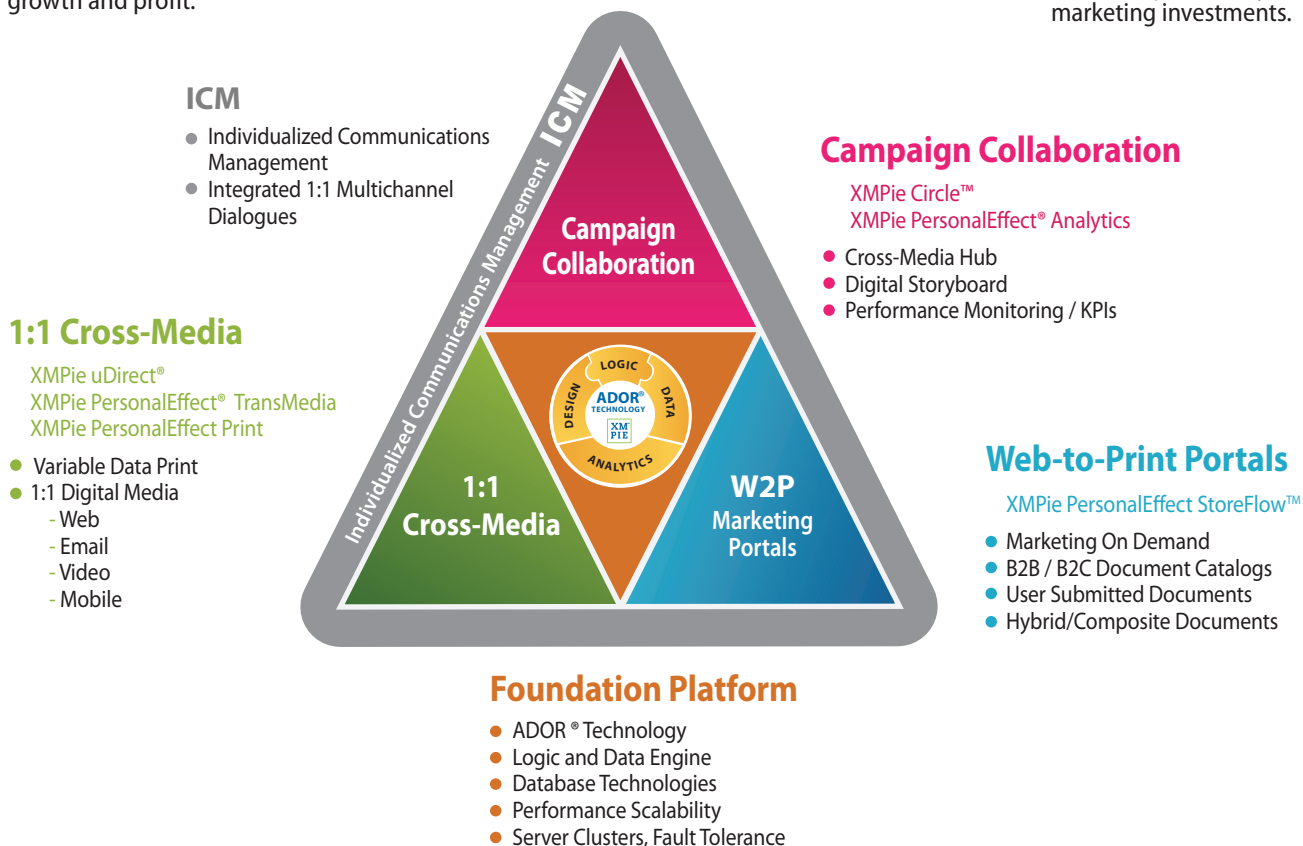 growth and profit.
marketing investments.
ICM
● Individualized Communications
Management
● Integrated 1:1 Multichannel
Dialogues
Individualized Communications Management ICM
Campaign
Collaboration
Campaign Collaboration
XMPie Circle™
XMPie PersonalEffect® Analytics
● Cross-Media Hub
● Digital Storyboard
● Performance Monitoring / KPIs
1:1 Cross-Media
XMPie uDirect®
XMPie PersonalEffect® TransMedia
XMPie PersonalEffect Print
● Variable Data Print
● 1:1 Digital Media
- Web
- Email
- Video
- Mobile
LOGIC
DESIGN
DATA
ADOR®
TECHNOLOGY
XM
PIE
ANALYTICS
1:1
Cross-Media
W2P
Marketing
Portals
Web-to-Print Portals
XMPie PersonalEffect StoreFlow™
● Marketing On Demand
● B2B / B2C Document Catalogs
● User Submitted Documents
● Hybrid/Composite Documents
Foundation Platform
● ADOR ® Technology
● Logic and Data Engine
● Database Technologies
● Performance Scalability
● Server Clusters, Fault Tolerance